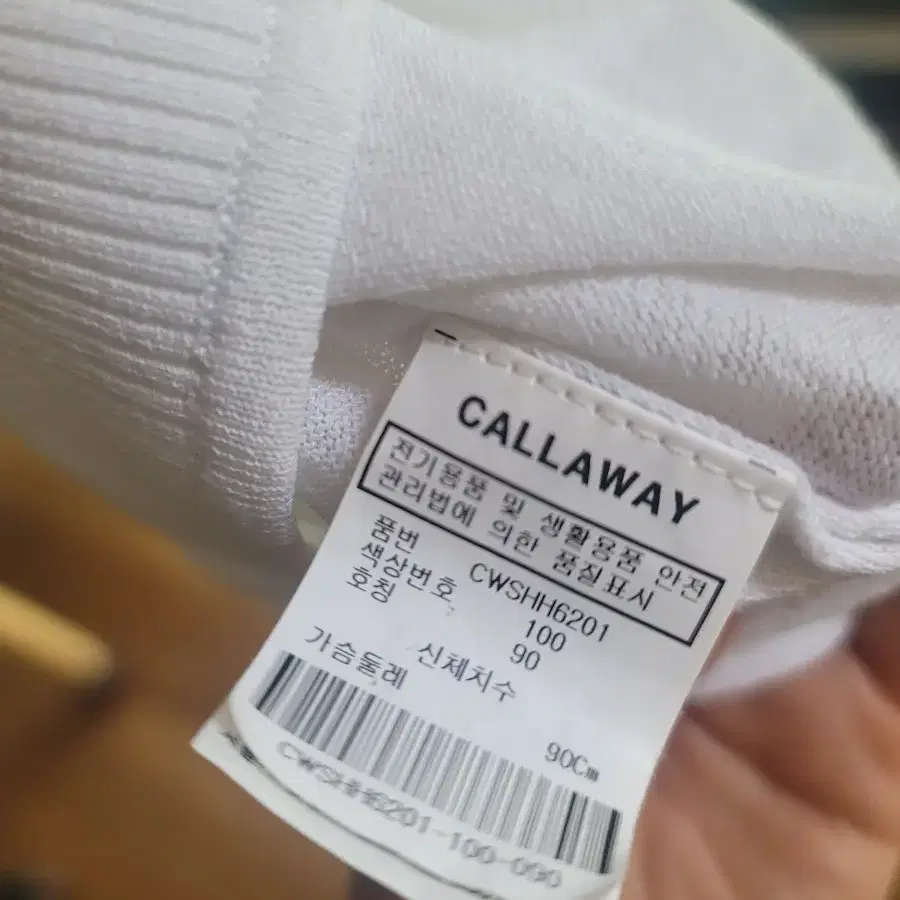 CALLAWAY
전기용품 및 생활용품 안전
관리법에 의한 품질표시
품번 CWSHH6201
색상번호 100
호칭 90
신체치수
가슴둘레 90Cm
CWSHH6201-100-090